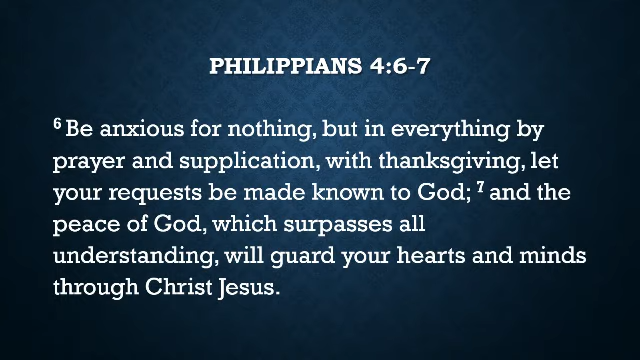 PHILIPPIANS 4:6-7
⁶ Be anxious for nothing, but in everything by
prayer and supplication, with thanksgiving, let
your requests be made known to God; ⁷ and the
peace of God, which surpasses all
understanding, will guard your hearts and minds
through Christ Jesus.